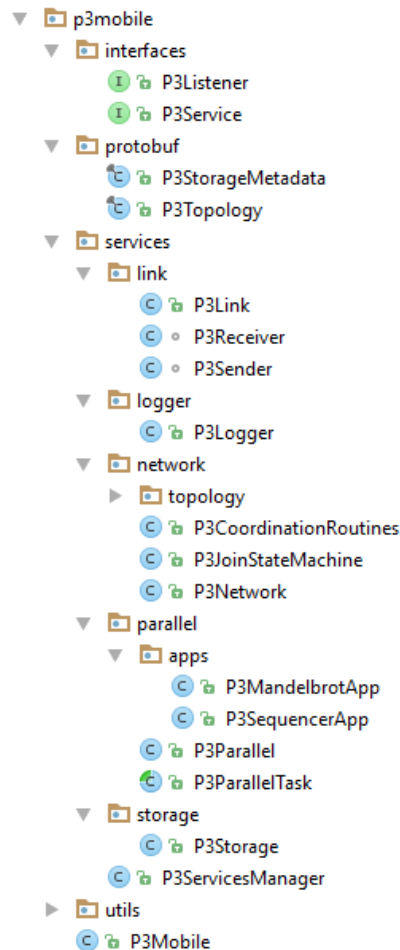 p3mobile
interfaces
P3Listener
P3Service
protobuf
P3StorageMetadata
P3Topology
services
link
P3Link
P3Receiver
P3Sender
logger
P3Logger
network
topology
P3CoordinationRoutines
P3JoinStateMachine
P3Network
parallel
apps
P3MandelbrotApp
P3SequencerApp
P3Parallel
P3ParallelTask
storage
P3Storage
P3ServicesManager
utils
P3Mobile